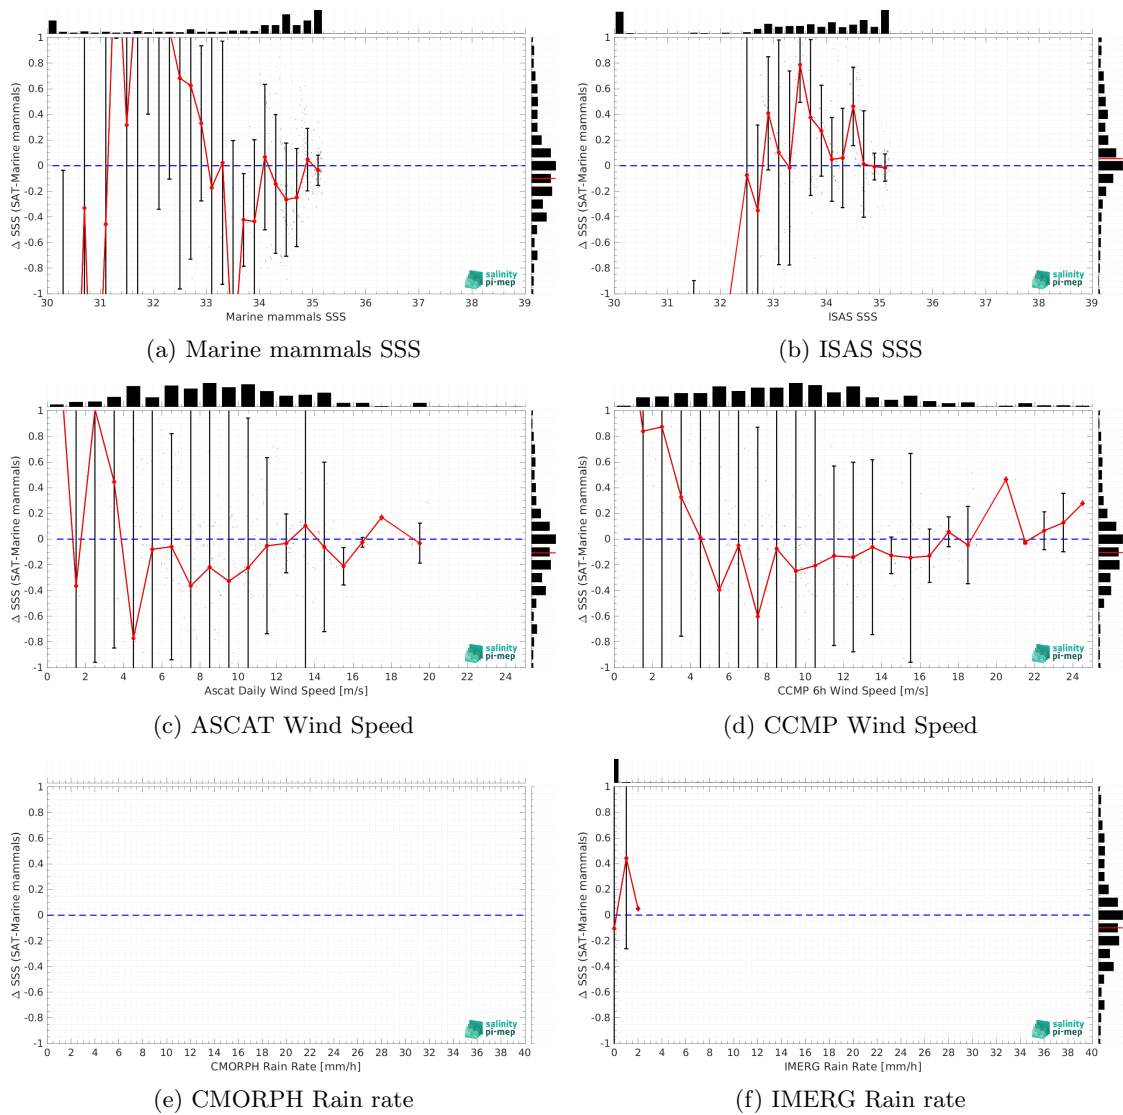 1
0.8
0.6
0.4
0.2
0
-0.2
-0.4
-0.6
-0.8
-1
Δ SSS (SAT-Marine mammals)
salinity
pi-mep
30 31 32 33 34 35 36 37 38 39
Marine mammals SSS
(a) Marine mammals SSS
1
0.8
0.6
0.4
0.2
0
-0.2
-0.4
-0.6
-0.8
-1
Δ SSS (SAT-Marine mammals)
salinity
pi-mep
30 31 32 33 34 35 36 37 38 39
ISAS SSS
(b) ISAS SSS
1
0.8
0.6
0.4
0.2
0
-0.2
-0.4
-0.6
-0.8
-1
Δ SSS (SAT-Marine mammals)
salinity
pi-mep
0 2 4 6 8 10 12 14 16 18 20 22 24
Ascat Daily Wind Speed [m/s]
(c) ASCAT Wind Speed
1
0.8
0.6
0.4
0.2
0
-0.2
-0.4
-0.6
-0.8
-1
Δ SSS (SAT-Marine mammals)
salinity
pi-mep
0 2 4 6 8 10 12 14 16 18 20 22 24
CCMP 6h Wind Speed [m/s]
(d) CCMP Wind Speed
1
0.8
0.6
0.4
0.2
0
-0.2
-0.4
-0.6
-0.8
-1
Δ SSS (SAT-Marine mammals)
salinity
pi-mep
0 2 4 6 8 10 12 14 16 18 20 22 24 26 28 30 32 34 36 38 40
CMORPH Rain Rate [mm/h]
(e) CMORPH Rain rate
1
0.8
0.6
0.4
0.2
0
-0.2
-0.4
-0.6
-0.8
-1
Δ SSS (SAT-Marine mammals)
salinity
pi-mep
0 2 4 6 8 10 12 14 16 18 20 22 24 26 28 30 32 34 36 38 40
IMERG Rain Rate [mm/h]
(f) IMERG Rain rate